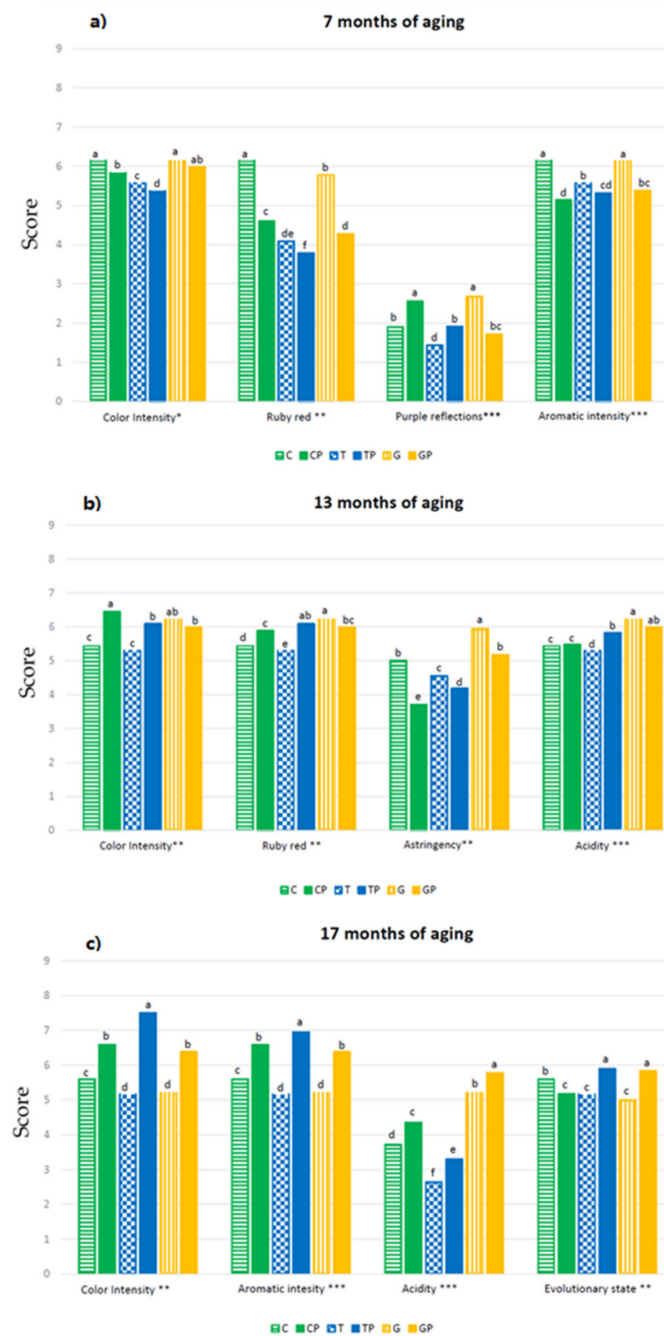 a) 7 months of aging
9
8
7
6
5
4
3
2
1
0
Score
a b c d a ab
a c de f b d
b a d b a bc
a d b cd a bc
Color Intensity* Ruby red ** Purple reflections*** Aromatic intensity***
C CP T TP G GP
b) 13 months of aging
9
8
7
6
5
4
3
2
1
0
Score
c a c b ab b
d c e ab a bc
b e c d a b
c c d b a ab
Color Intensity** Ruby red ** Astringency** Acidity ***
C CP T TP G GP
c) 17 months of aging
9
8
7
6
5
4
3
2
1
0
Score
c b d a d b
c b d a d b
d c f e b a
b c c a c a
Color Intensity ** Aromatic intesity *** Acidity *** Evolutionary state **
C CP T TP G GP